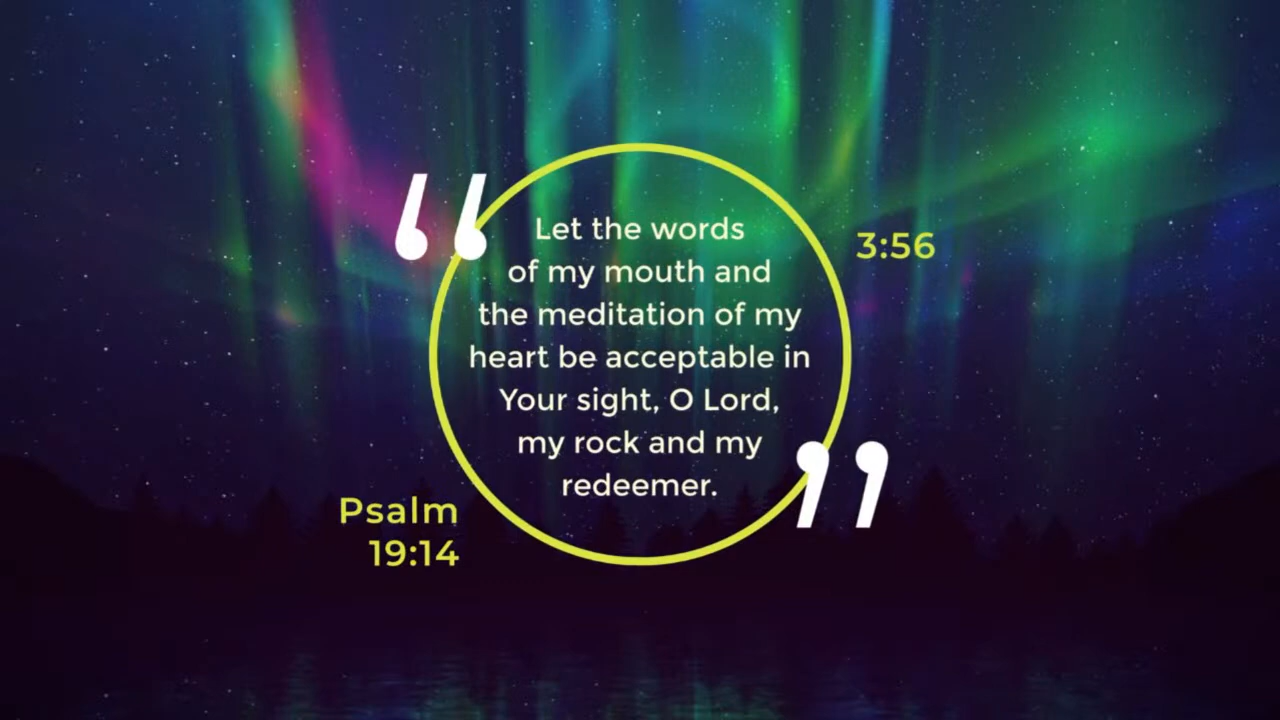 “
Let the words
of my mouth and
the meditation of my
heart be acceptable in
Your sight, O Lord,
my rock and my
redeemer.
”
3:56
Psalm
19:14